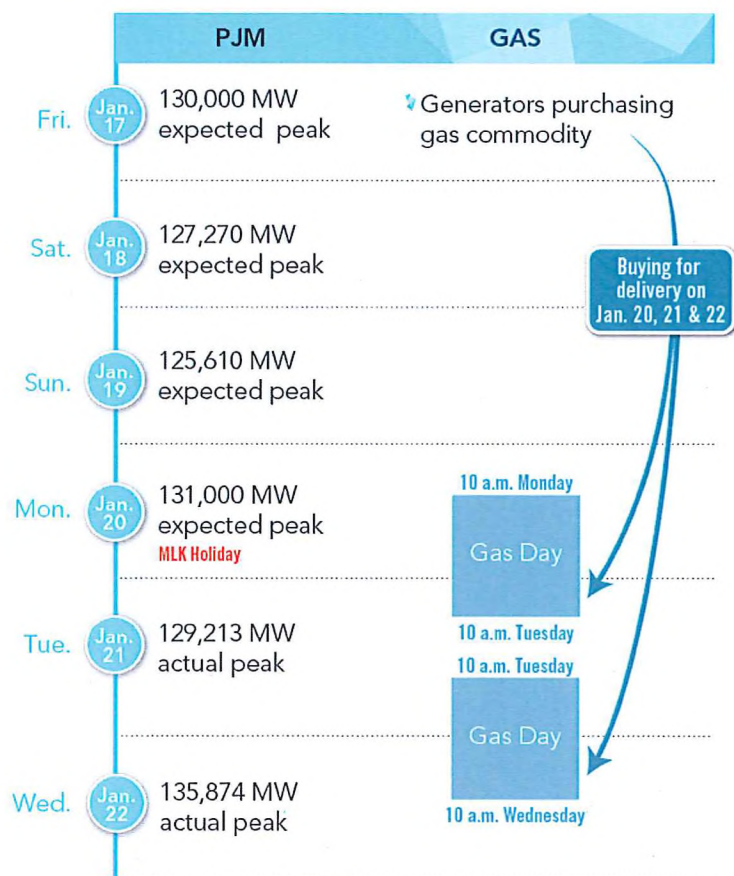 PJM
GAS
Fri.
Jan.
17
130,000 MW
expected peak
Generators purchasing
gas commodity
Sat.
Jan.
18
127,270 MW
expected peak
Buying for
delivery on
Jan. 20, 21 & 22
Sun.
Jan.
19
125,610 MW
expected peak
Mon.
Jan.
20
131,000 MW
expected peak
MLK Holiday
10 a.m. Monday
Gas Day
10 a.m. Tuesday
Tue.
Jan.
21
129,213 MW
actual peak
10 a.m. Tuesday
Gas Day
10 a.m. Wednesday
Wed.
Jan.
22
135,874 MW
actual peak